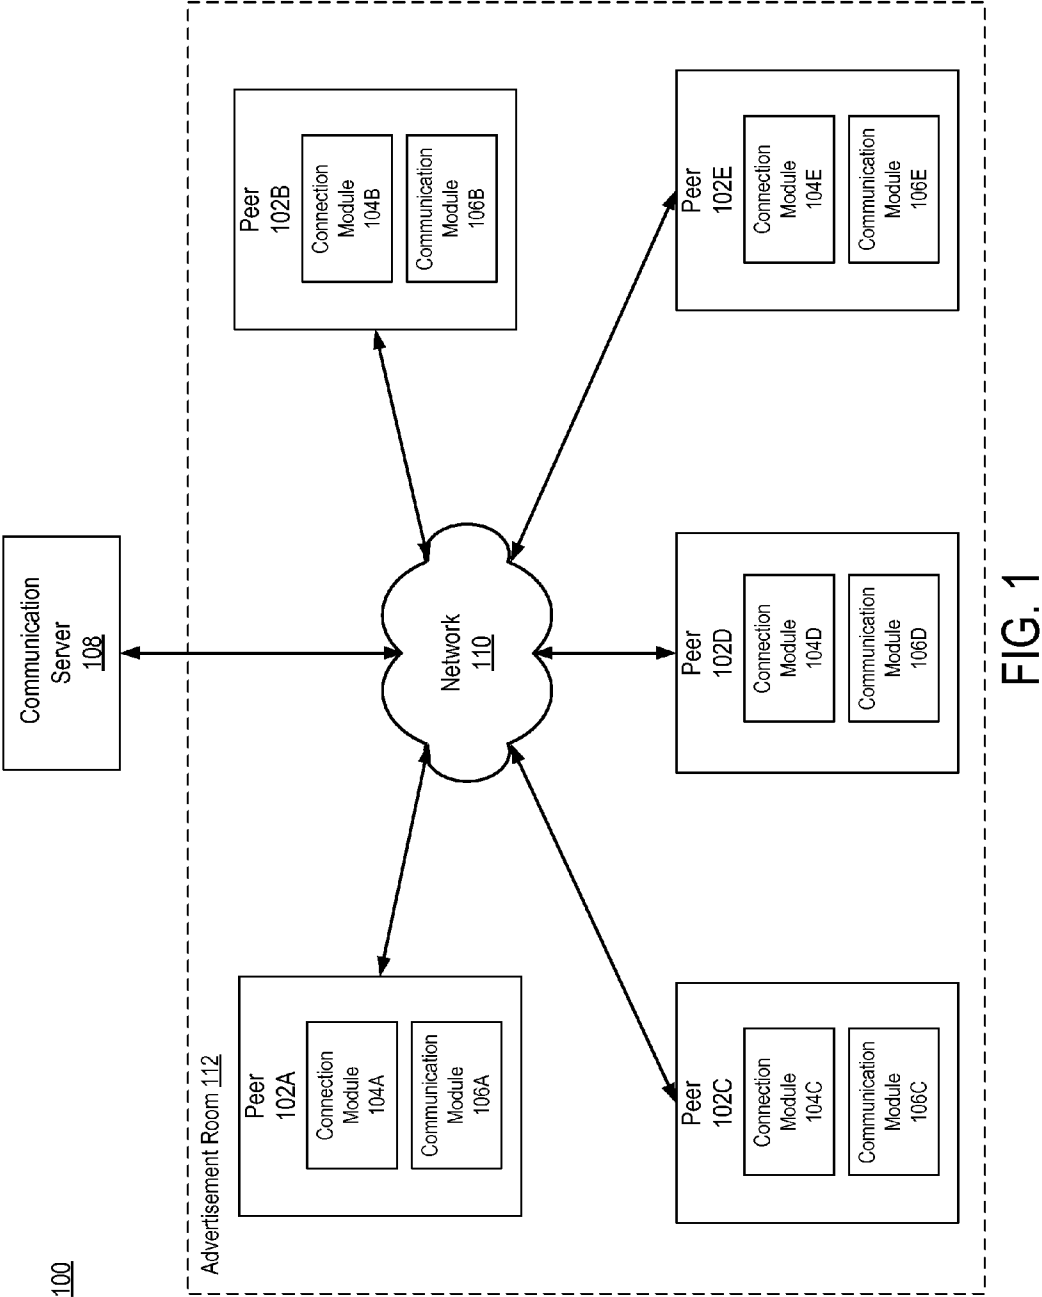 100
Communication
Server
108
Advertisement Room 112
Peer
102A
Connection
Module
104A
Communication
Module
106A
Peer
102B
Connection
Module
104B
Communication
Module
106B
Network
110
Peer
102C
Connection
Module
104C
Communication
Module
106C
Peer
102D
Connection
Module
104D
Communication
Module
106D
Peer
102E
Connection
Module
104E
Communication
Module
106E
FIG. 1